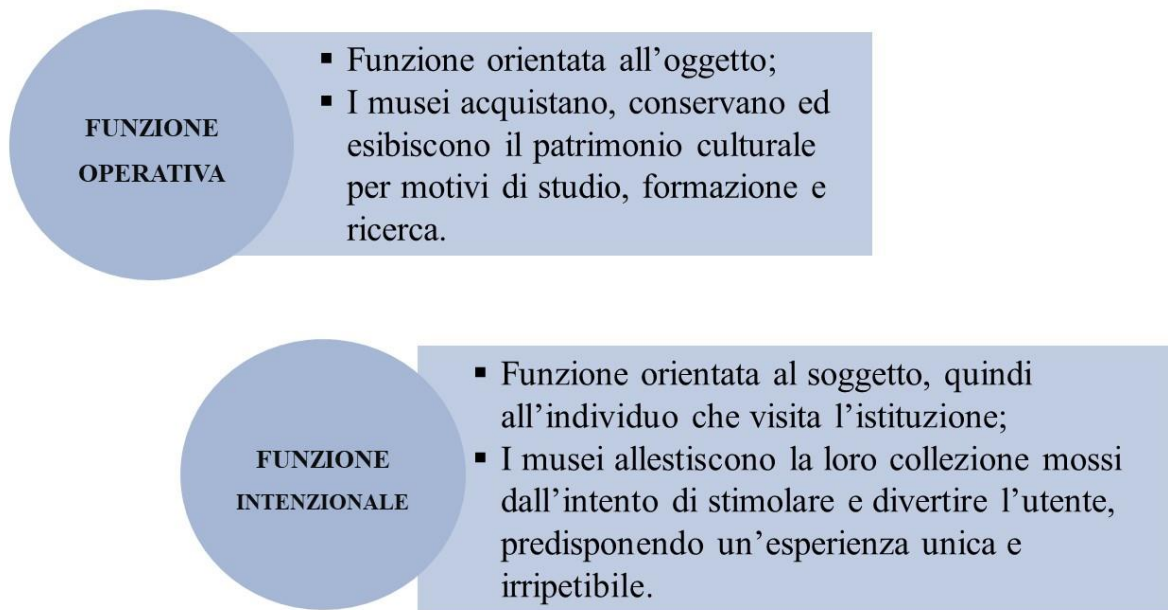 FUNZIONE
OPERATIVA
▪ Funzione orientata all’oggetto;
▪ I musei acquistano, conservano ed
esibiscono il patrimonio culturale
per motivi di studio, formazione e
ricerca.
FUNZIONE
INTENZIONALE
▪ Funzione orientata al soggetto, quindi
all’individuo che visita l’istituzione;
▪ I musei allestiscono la loro collezione mossi
dall’intento di stimolare e divertire l’utente,
predisponendo un’esperienza unica e
irripetibile.